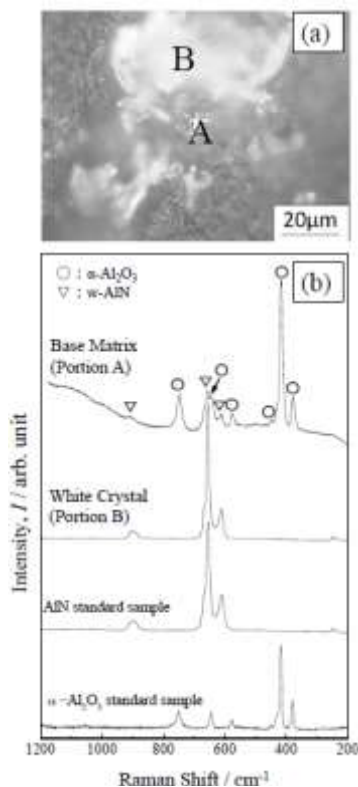 (a)
B
A
20μm
(b)
○ : α-Al₂O₃
▽ : w-AlN
Base Matrix
(Portion A)
White Crystal
(Portion B)
AlN standard sample
α -Al₂O₃ standard sample
Intensity, I / arb. unit
1200 1000 800 600 400 200
Raman Shift / cm⁻¹